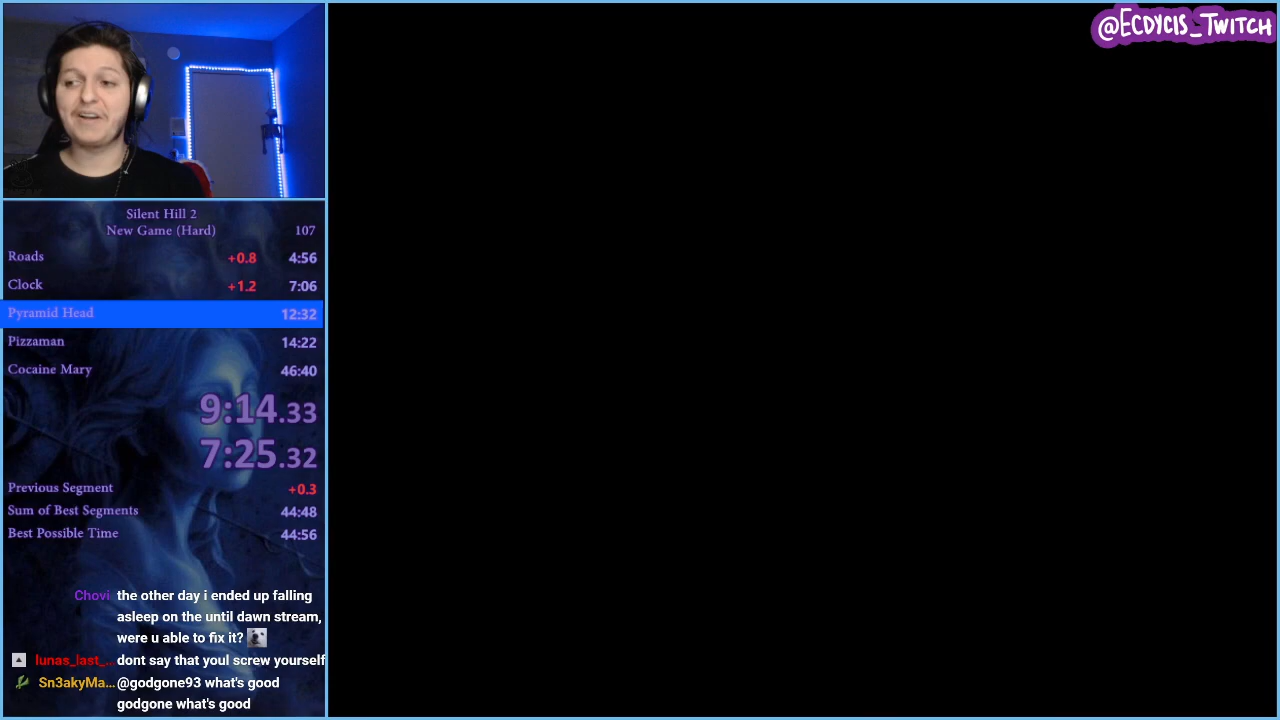 @Ecdycis_Twitch
Silent Hill 2
New Game (Hard) 107
Roads +0.8 4:56
Clock +1.2 7:06
Pyramid Head 12:32
Pizzaman 14:22
Cocaine Mary 46:40
9:14.33
7:25.32
Previous Segment +0.3
Sum of Best Segments 44:48
Best Possible Time 44:56
Chovi the other day i ended up falling
asleep on the until dawn stream,
were u able to fix it?
lunas_last_... dont say that youl screw yourself
Sn3akyMa... @godgone93 what's good
godgone what's good